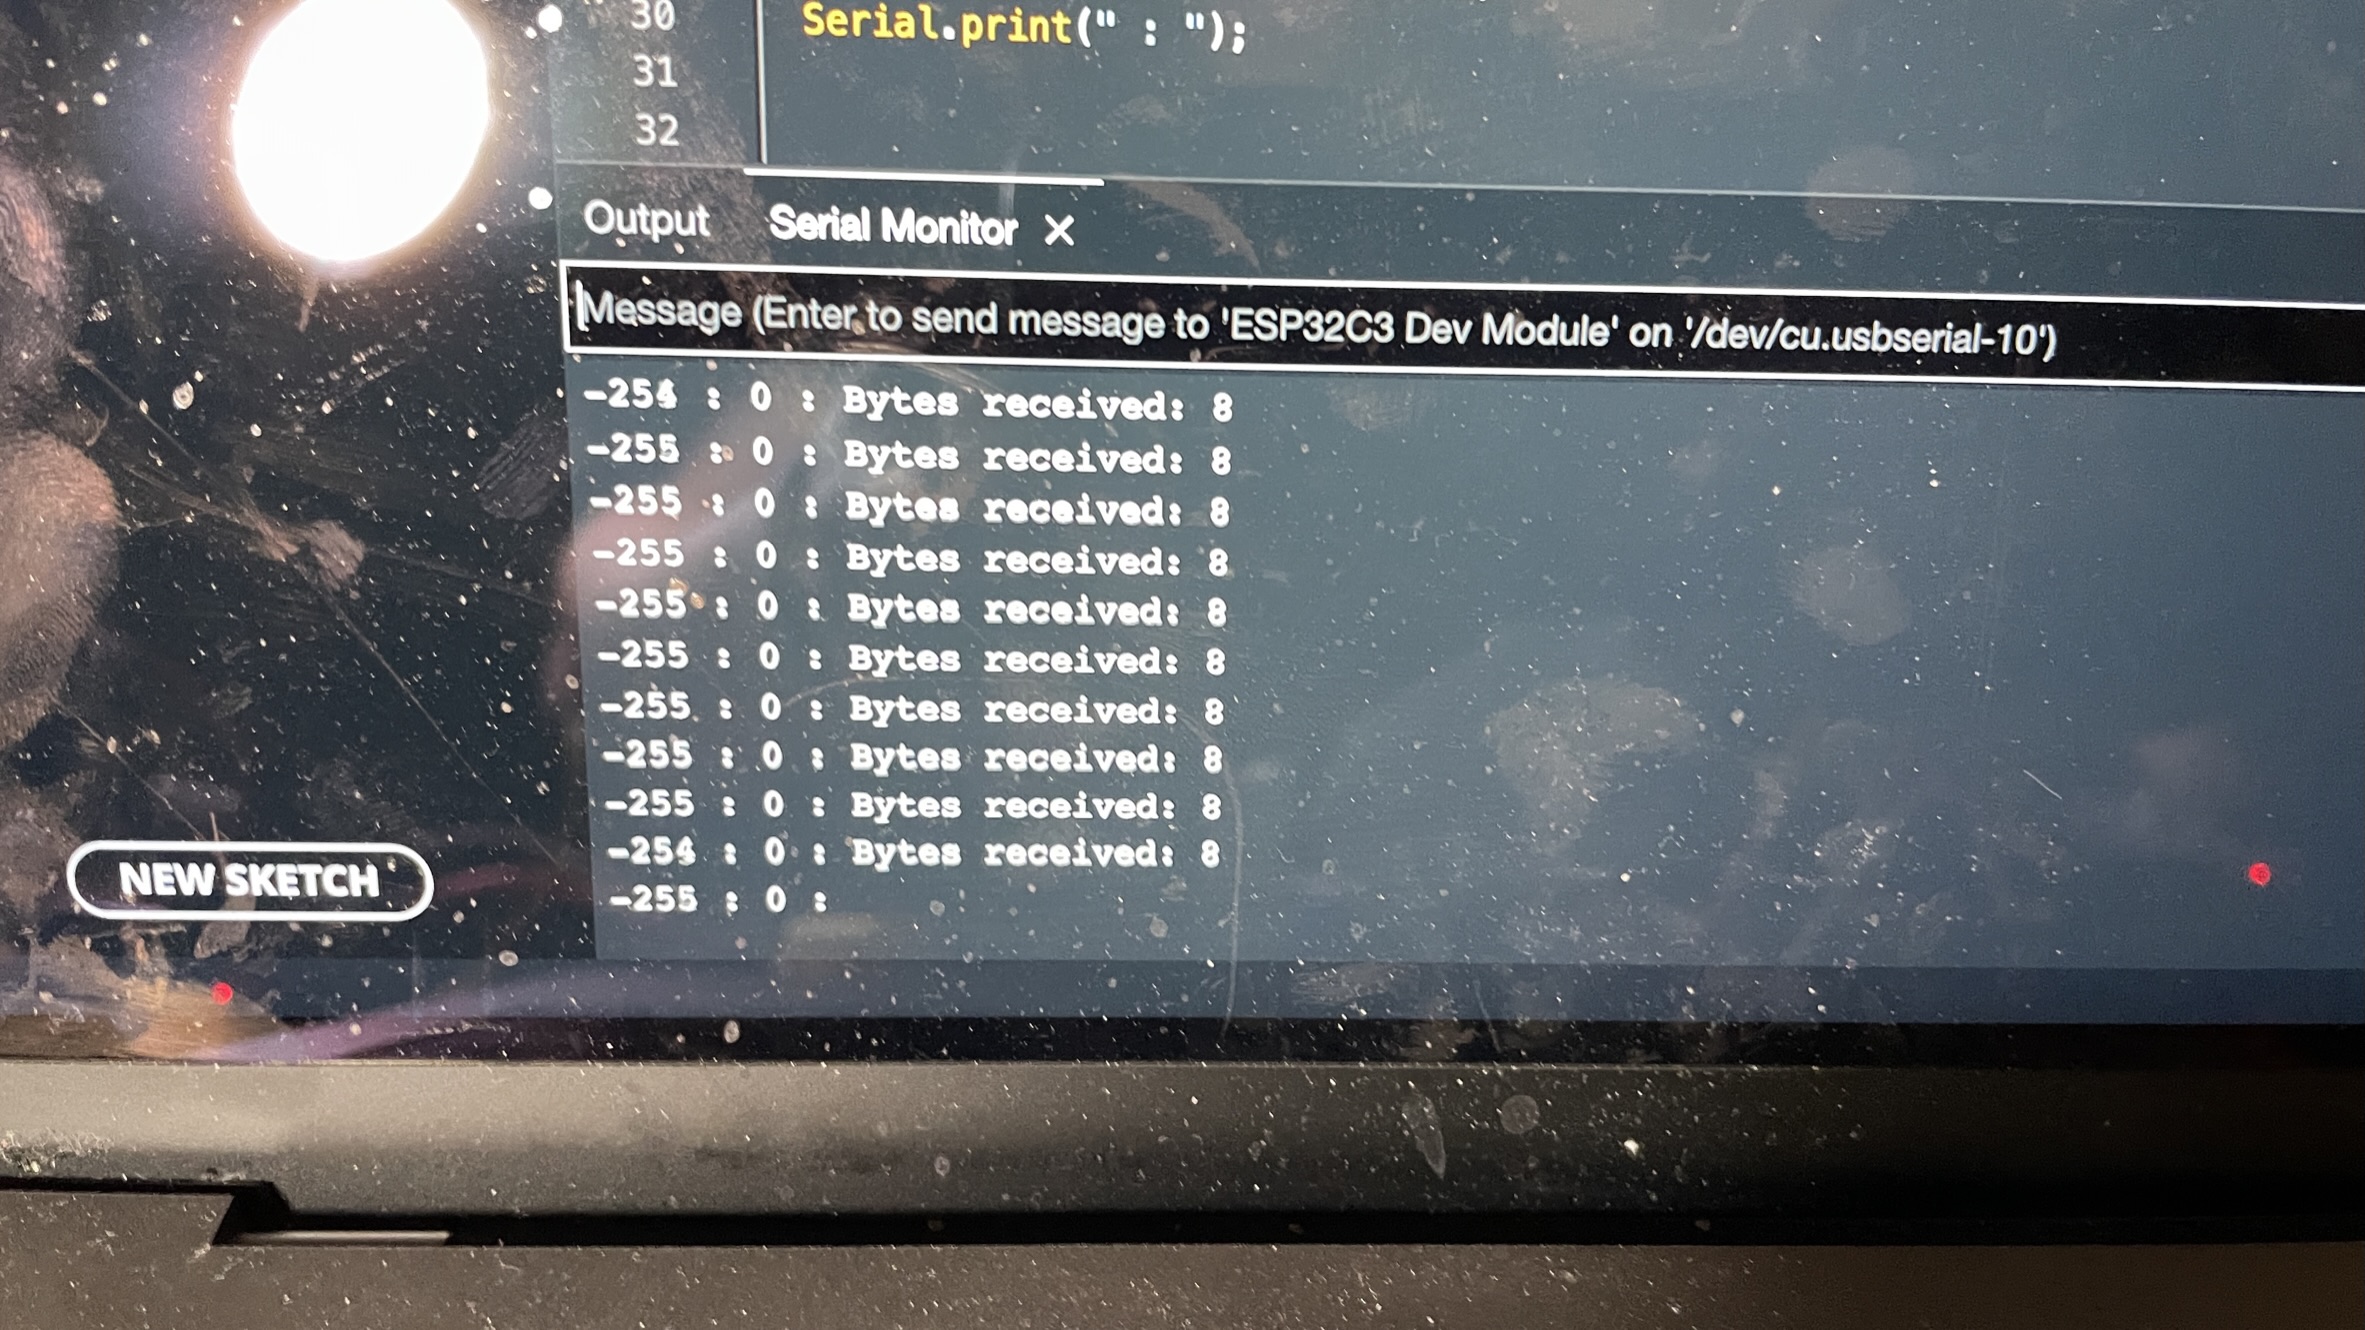 30 Serial.print(" : ");
31
32
Output Serial Monitor ✕
Message (Enter to send message to 'ESP32C3 Dev Module' on '/dev/cu.usbserial-10')
-254 : 0 : Bytes received: 8
-255 : 0 : Bytes received: 8
-255 : 0 : Bytes received: 8
-255 : 0 : Bytes received: 8
-255 : 0 : Bytes received: 8
-255 : 0 : Bytes received: 8
-255 : 0 : Bytes received: 8
-255 : 0 : Bytes received: 8
-255 : 0 : Bytes received: 8
-254 : 0 : Bytes received: 8
-255 : 0 :
NEW SKETCH